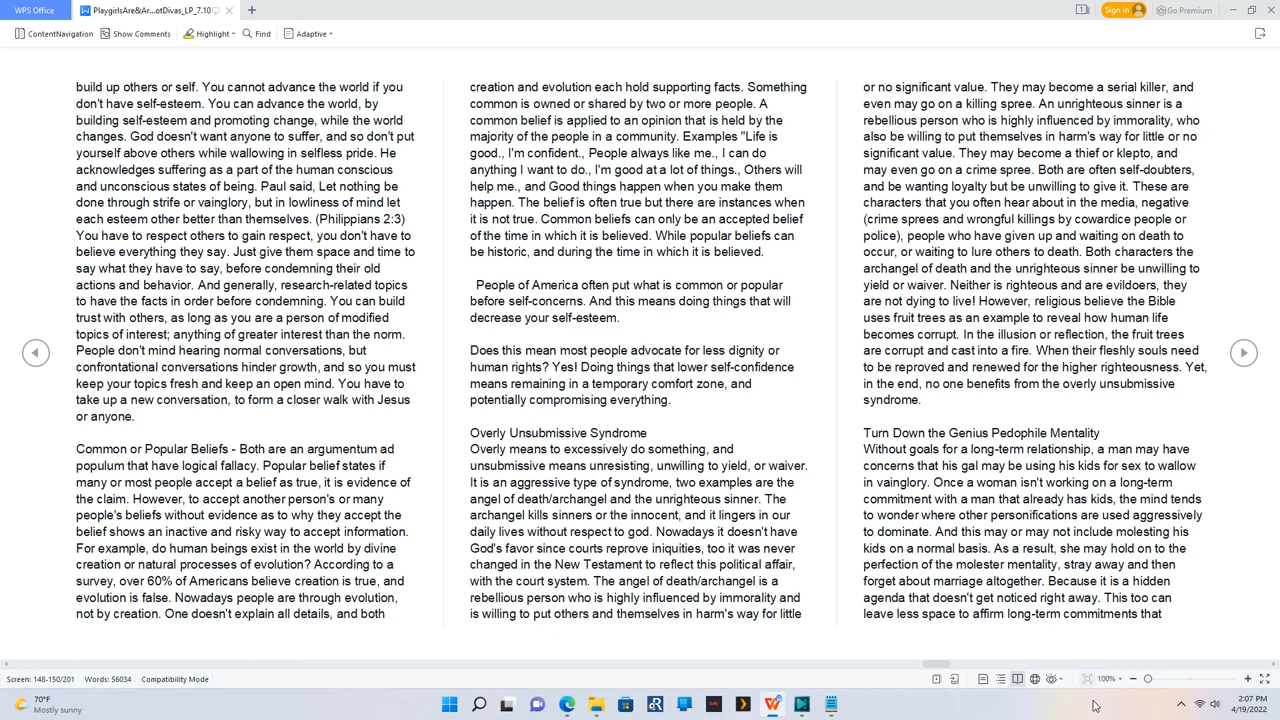 WPS Office
PlaygirlsAre&Ar...otDivas_LP_7.10
1
Sign in
Go Premium
ContentNavigation
Show Comments
Highlight
Find
Adaptive
build up others or self. You cannot advance the world if you
don't have self-esteem. You can advance the world, by
building self-esteem and promoting change, while the world
changes. God doesn't want anyone to suffer, and so don't put
yourself above others while wallowing in selfless pride. He
acknowledges suffering as a part of the human conscious
and unconscious states of being. Paul said, Let nothing be
done through strife or vainglory, but in lowliness of mind let
each esteem other better than themselves. (Philippines 2:3)
You have to respect others to gain respect, you don't have to
believe everything they say. Just give them space and time to
say what they have to say, before condemning their old
actions and behavior. And generally, research-related topics
to have the facts in order before condemning. You can build
trust with others, as long as you are a person of modified
topics of interest; anything of greater interest than the norm.
People don't mind hearing normal conversations, but
confrontational conversations hinder growth, and so you must
keep your topics fresh and keep an open mind. You have to
take up a new conversation, to form a closer walk with Jesus
or anyone.
Common or Popular Beliefs - Both are an argumentum ad
populum that have logical fallacy. Popular belief states if
many or most people accept a belief as true, it is evidence of
the claim. However, to accept another person's or many
people's beliefs without evidence as to why they accept the
belief shows an inactive and risky way to accept information.
For example, do human beings exist in the world by divine
creation or natural processes of evolution? According to a
survey, over 60% of Americans believe creation is true, and
evolution is false. Nowadays people are through evolution,
not by creation. One doesn't explain all details, and both
creation and evolution each hold supporting facts. Something
common is owned or shared by two or more people. A
common belief is applied to an opinion that is held by the
majority of the people in a community. Examples "Life is
good., I'm confident., People always like me., I can do
anything I want to do., I'm good at a lot of things., Others will
help me., and Good things happen when you make them
happen. The belief is often true but there are instances when
it is not true. Common beliefs can only be an accepted belief
of the time in which it is believed. While popular beliefs can
be historic, and during the time in which it is believed.
People of America often put what is common or popular
before self-concerns. And this means doing things that will
decrease your self-esteem.
Does this mean most people advocate for less dignity or
human rights? Yes! Doing things that lower self-confidence
means remaining in a temporary comfort zone, and
potentially compromising everything.
Overly Unsubmissive Syndrome
Overly means to excessively do something, and
unsubmissive means unresisting, unwilling to yield, or waiver.
It is an aggressive type of syndrome, two examples are the
angel of death/archangel and the unrighteous sinner. The
archangel kills sinners or the innocent, and it lingers in our
daily lives without respect to god. Nowadays it doesn't have
God's favor since courts reprove iniquities, too it was never
changed in the New Testament to reflect this political affair,
with the court system. The angel of death/archangel is a
rebellious person who is highly influenced by immorality and
is willing to put others and themselves in harm's way for little
or no significant value. They may become a serial killer, and
even may go on a killing spree. An unrighteous sinner is a
rebellious person who is highly influenced by immorality, who
also be willing to put themselves in harm's way for little or no
significant value. They may become a thief or klepto, and
may even go on a crime spree. Both are often self-doubters,
and be wanting loyalty but be unwilling to give it. These are
characters that you often hear about in the media, negative
(crime sprees and wrongful killings by cowardice people or
police), people who have given up and waiting on death to
occur, or waiting to lure others to death. Both characters the
archangel of death and the unrighteous sinner be unwilling to
yield or waiver. Neither is righteous and are evildoers, they
are not dying to live! However, religious believe the Bible
uses fruit trees as an example to reveal how human life
becomes corrupt. In the illusion or reflection, the fruit trees
are corrupt and cast into a fire. When their fleshly souls need
to be reproved and renewed for the higher righteousness. Yet,
in the end, no one benefits from the overly unsubmissive
syndrome.
Turn Down the Genius Pedophile Mentality
Without goals for a long-term relationship, a man may have
concerns that his gal may be using his kids for sex to wallow
in vainglory. Once a woman isn't working on a long-term
commitment with a man that already has kids, the mind tends
to wonder where other personifications are used aggressively
to dominate. And this may or may not include molesting his
kids on a normal basis. As a result, she may hold on to the
perfection of the molester mentality, stray away and then
forget about marriage altogether. Because it is a hidden
agenda that doesn't get noticed right away. This too can
leave less space to affirm long-term commitments that
Screen: 148-150/201
Words: 56034
Compatibility Mode
100%
70°F
Mostly sunny
2:07 PM
4/19/2022